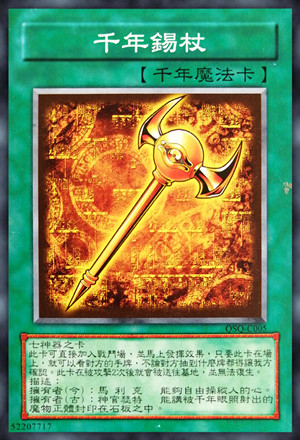 千年錫杖
【千年魔法卡】
OSO-C005
七神器之卡
此卡可直接加入戰鬥場，並馬上發揮效果，只要此卡在場
上，就可以看對方的手牌，不論對方抽到什麼牌都得讓我方
確認。此卡在被攻擊2次後就會被送往墓地，並無法復生。
描述：
擁有者(今)：馬利克 能夠自由操縱人的心。
擁有者(古)：神官瑟特 能講被千年眼照射出的
魔物正體封印在石板之中
52207717